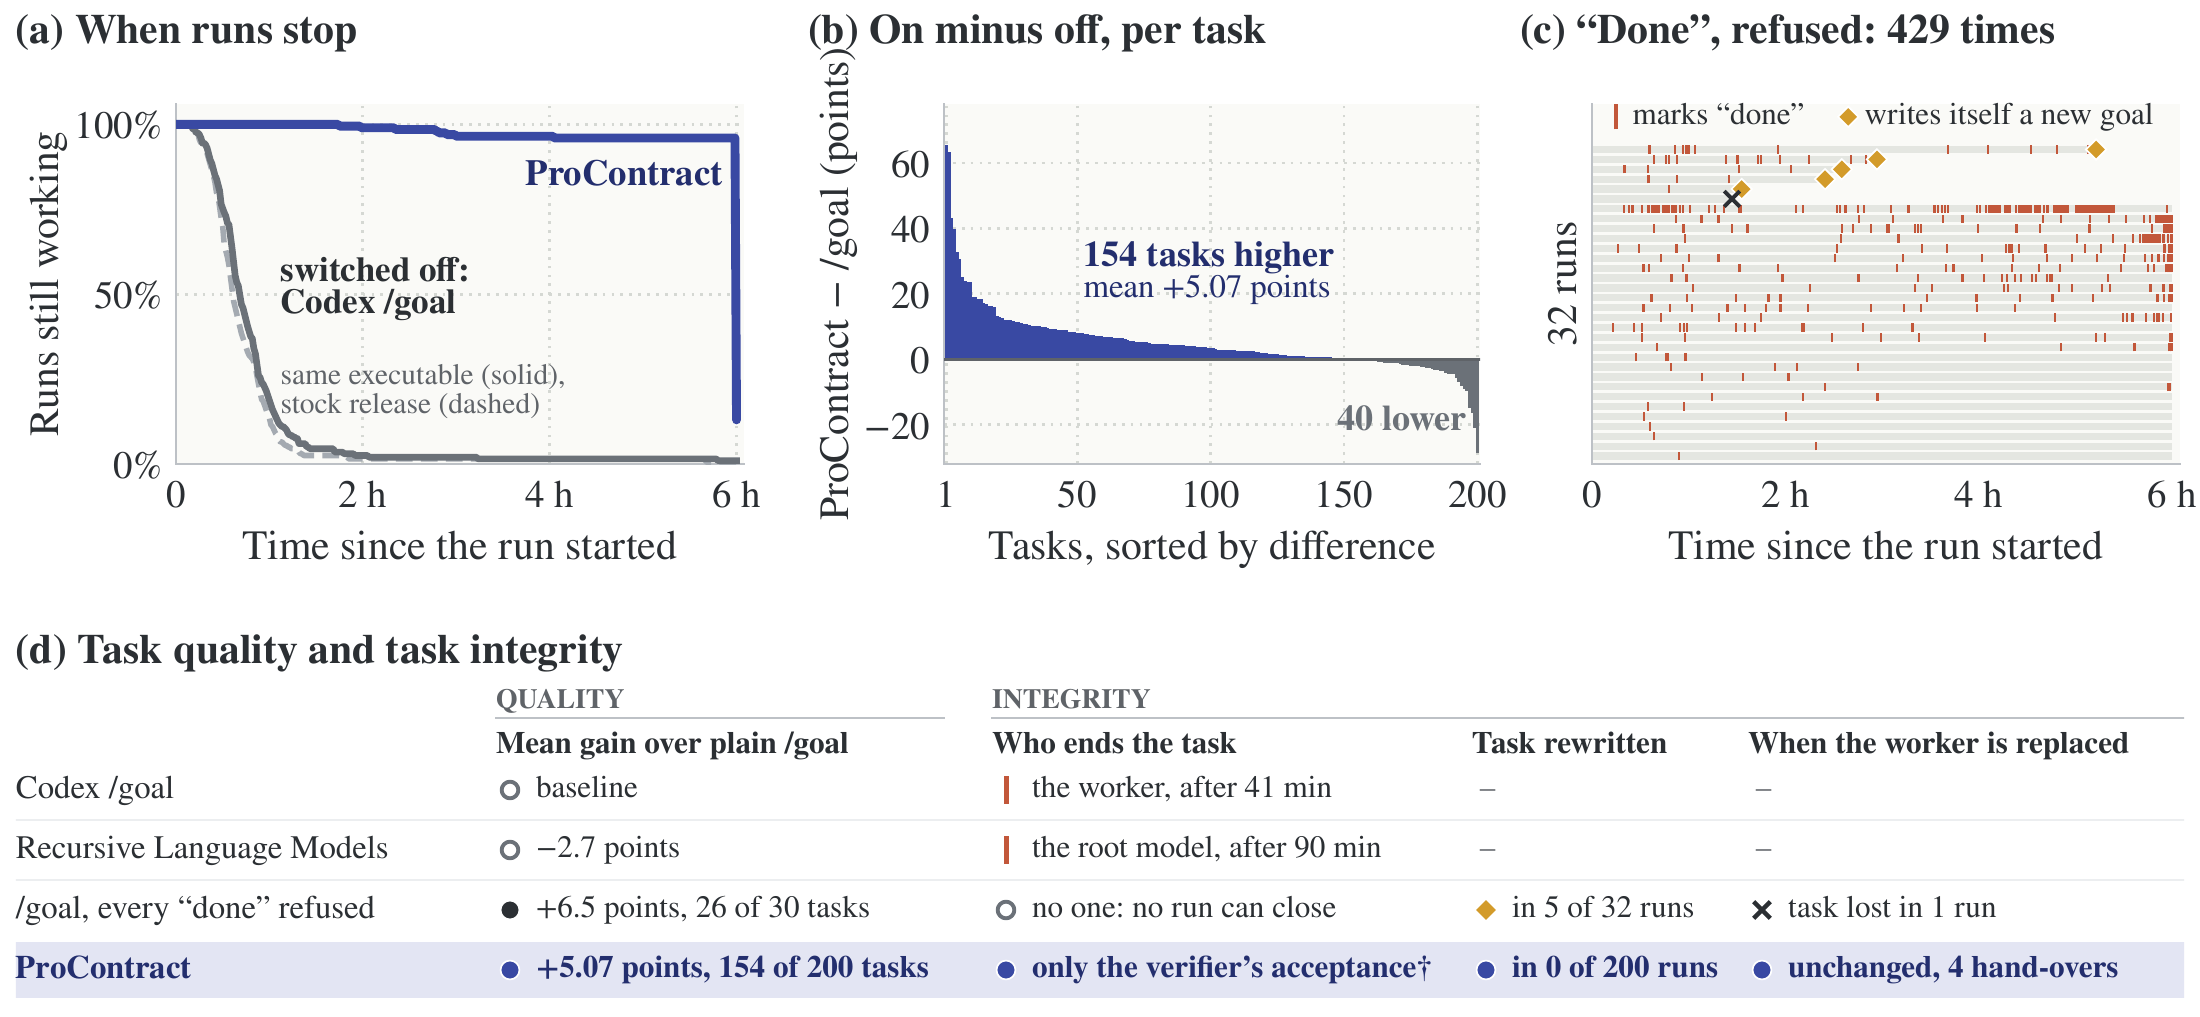 (a) When runs stop
Runs still working
100%
50%
0%
ProContract
switched off:
Codex /goal
same executable (solid),
stock release (dashed)
0
2 h
4 h
6 h
Time since the run started
(b) On minus off, per task
ProContract − /goal (points)
60
40
20
0
−20
154 tasks higher
mean +5.07 points
40 lower
1
50
100
150
200
Tasks, sorted by difference
(c) “Done”, refused: 429 times
marks “done”
writes itself a new goal
32 runs
0
2 h
4 h
6 h
Time since the run started
(d) Task quality and task integrity
QUALITY
INTEGRITY
Mean gain over plain /goal
Who ends the task
Task rewritten
When the worker is replaced
Codex /goal
baseline
the worker, after 41 min
–
–
Recursive Language Models
−2.7 points
the root model, after 90 min
–
–
/goal, every “done” refused
+6.5 points, 26 of 30 tasks
no one: no run can close
in 5 of 32 runs
task lost in 1 run
ProContract
+5.07 points, 154 of 200 tasks
only the verifier’s acceptance†
in 0 of 200 runs
unchanged, 4 hand-overs